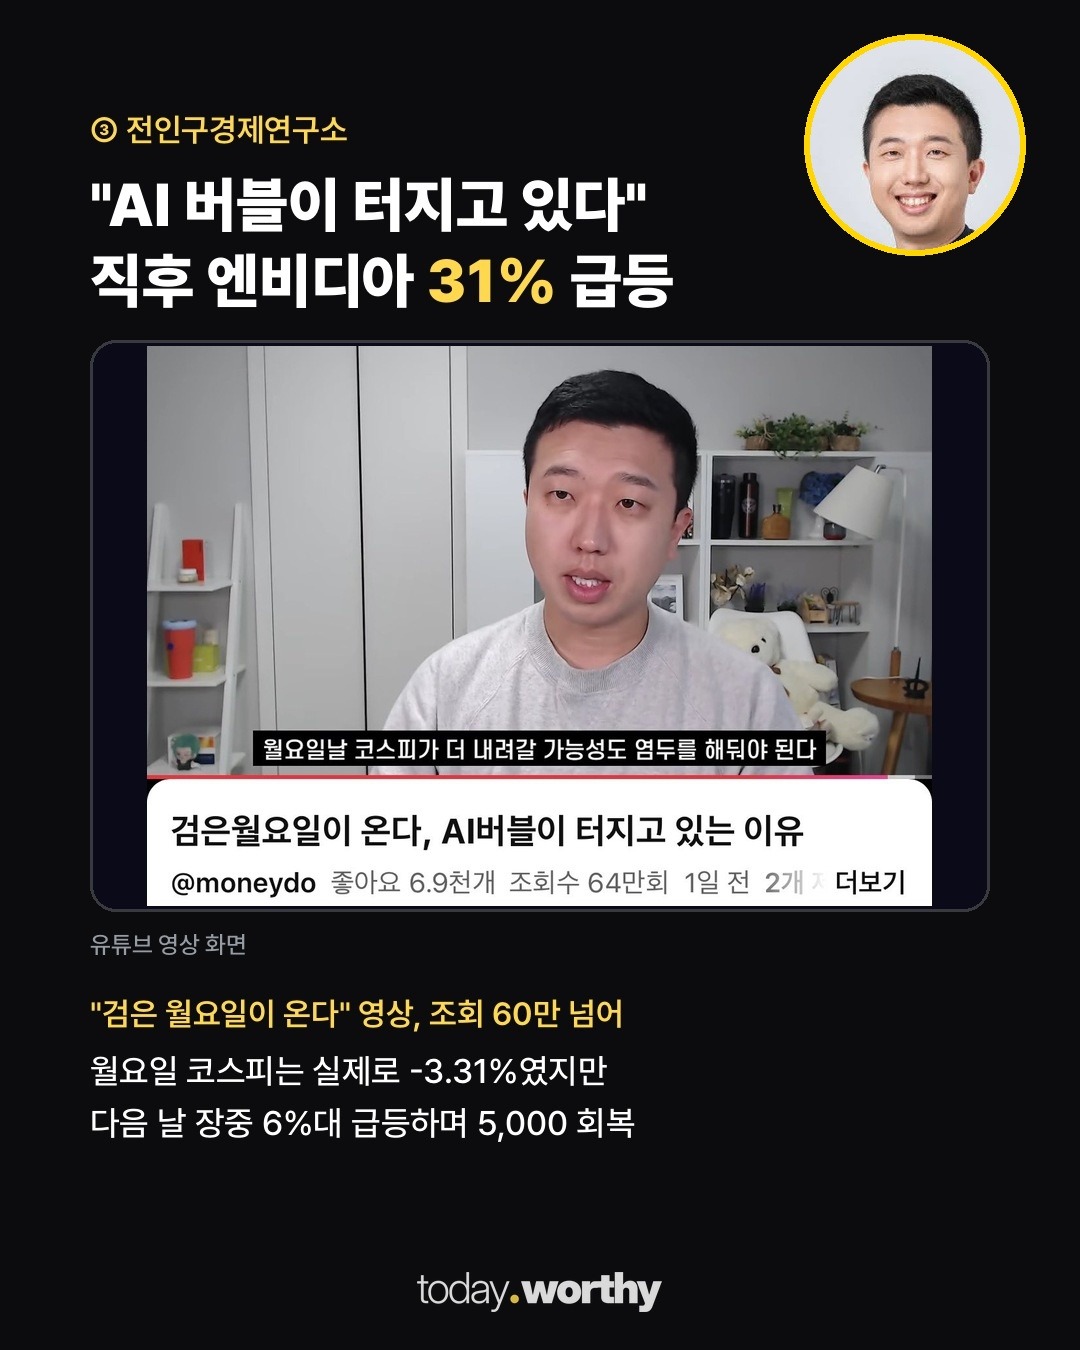 ③ 전인구경제연구소
"AI 버블이 터지고 있다"
직후 엔비디아 31% 급등
월요일날 코스피가 더 내려갈 가능성도 염두를 해둬야 된다
검은월요일이 온다, AI버블이 터지고 있는 이유
@moneydo 좋아요 6.9천개 조회수 64만회 1일 전 2개 더보기
유튜브 영상 화면
"검은 월요일이 온다" 영상, 조회 60만 넘어
월요일 코스피는 실제로 -3.31%였지만
다음 날 장중 6%대 급등하며 5,000 회복
today.worthy